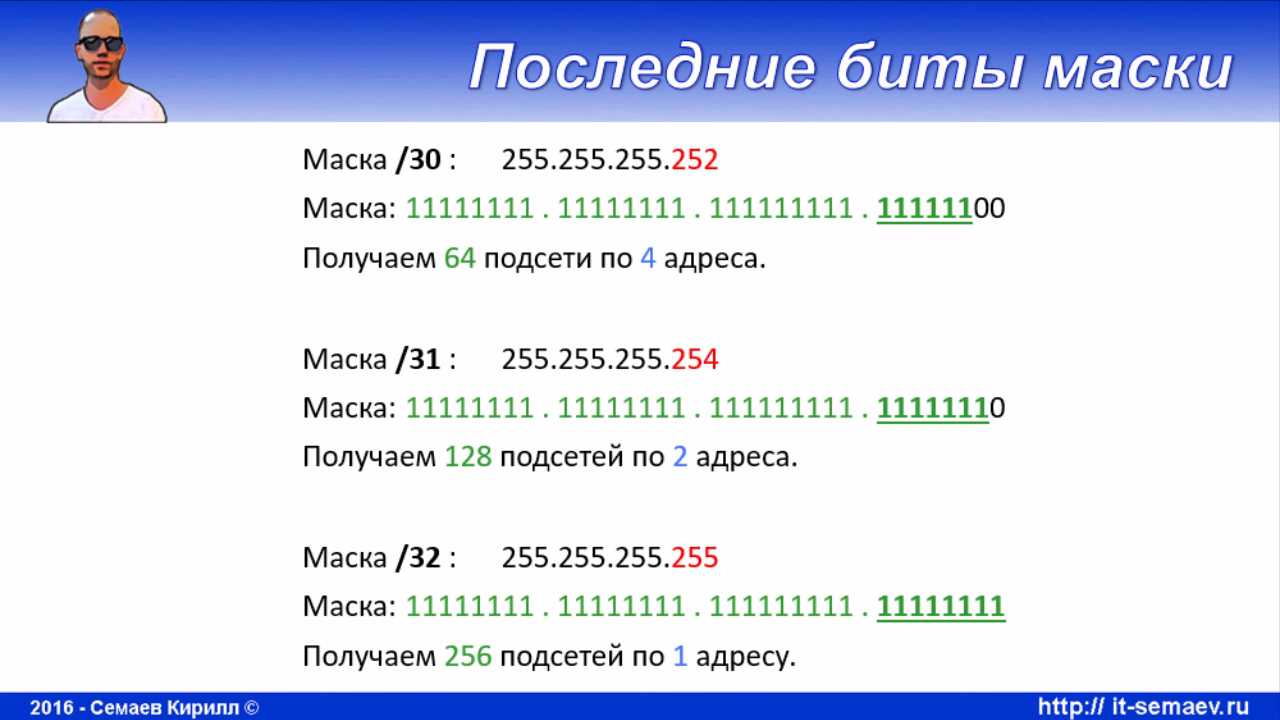 Последние биты маски
Маска /30 : 255.255.255.252
Маска: 11111111 . 11111111 . 111111111 . 11111100
Получаем 64 подсети по 4 адреса.
Маска /31 : 255.255.255.254
Маска: 11111111 . 11111111 . 111111111 . 11111110
Получаем 128 подсетей по 2 адреса.
Маска /32 : 255.255.255.255
Маска: 11111111 . 11111111 . 111111111 . 11111111
Получаем 256 подсетей по 1 адресу.
2016 - Семаев Кирилл © http:// it-semaev.ru